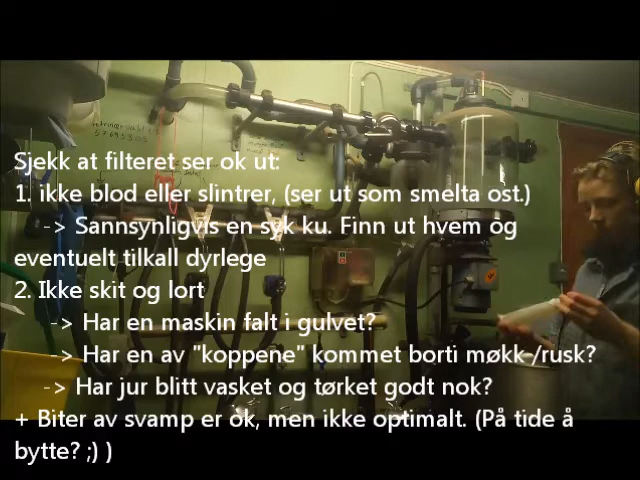 Sjekk at filteret ser ok ut:
1. ikke blod eller slintrer, (ser ut som smelta ost.)
-> Sannsynligvis en syk ku. Finn ut hvem og
eventuelt tilkall dyrlege
2. Ikke skit og lort
-> Har en maskin falt i gulvet?
-> Har en av "koppene" kommet borti møkk-/rusk?
-> Har jur blitt vasket og tørket godt nok?
+ Biter av svamp er ok, men ikke optimalt. (På tide å
bytte? ;) )